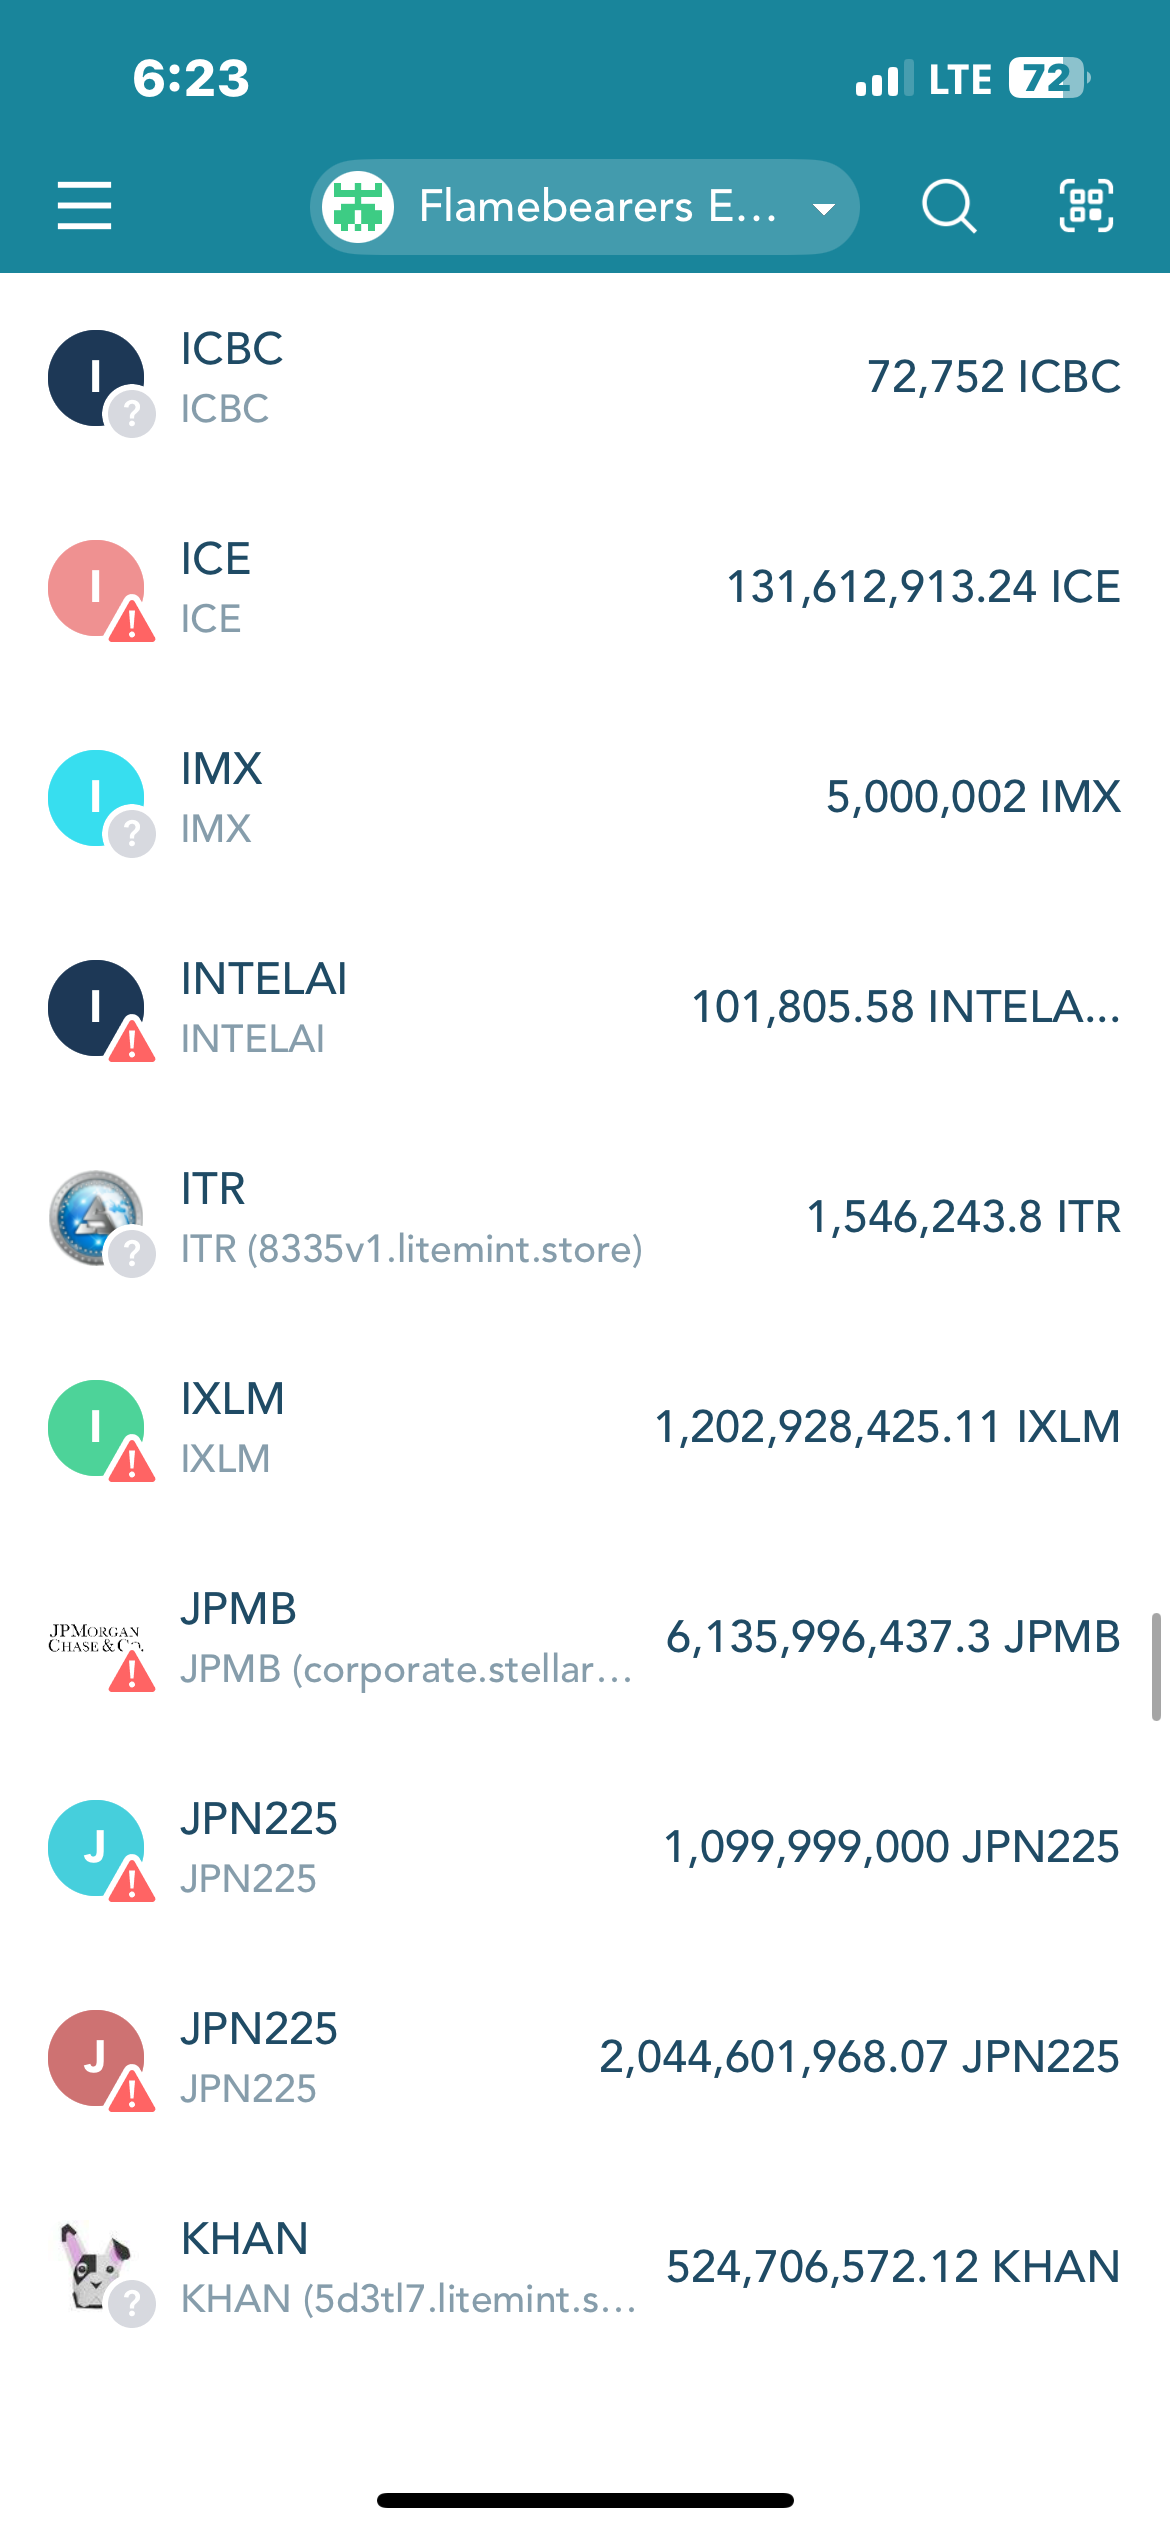 6:23
LTE 72
Flamebearers E...
I
ICBC
ICBC
72,752 ICBC
?
I
ICE
ICE
131,612,913.24 ICE
!
I
IMX
IMX
5,000,002 IMX
?
I
INTELAI
INTELAI
101,805.58 INTELA...
!
ITR
ITR (8335v1.litemint.store)
1,546,243.8 ITR
?
I
IXLM
IXLM
1,202,928,425.11 IXLM
!
JPMORGAN
CHASE & CO.
JPMB
JPMB (corporate.stellar...
6,135,996,437.3 JPMB
!
J
JPN225
JPN225
1,099,999,000 JPN225
!
J
JPN225
JPN225
2,044,601,968.07 JPN225
!
KHAN
KHAN (5d3tl7.litemint.s...
524,706,572.12 KHAN
?